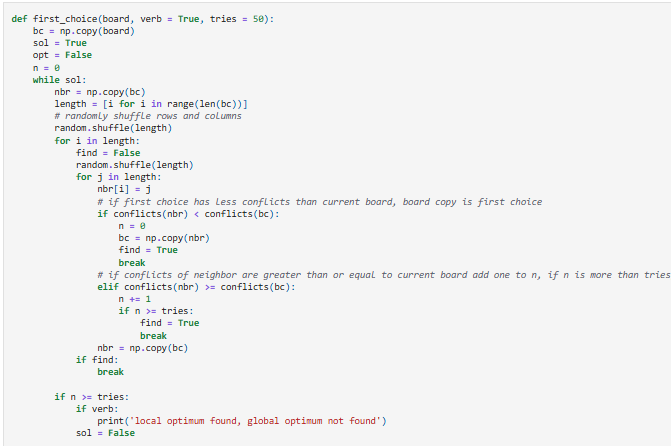 def first_choice(board, verb = True, tries = 50):
    bc = np.copy(board)
    sol = True
    opt = False
    n = 0
    while sol:
        nbr = np.copy(bc)
        length = [i for i in range(len(bc))]
        # randomly shuffle rows and columns
        random.shuffle(length)
        for i in length:
            find = False
            random.shuffle(length)
            for j in length:
                nbr[i] = j
                # if first choice has less conflicts than current board, board copy is first choice
                if conflicts(nbr) < conflicts(bc):
                    n = 0
                    bc = np.copy(nbr)
                    find = True
                    break
                # if conflicts of neighbor are greater than or equal to current board add one to n, if n is more than tries
                elif conflicts(nbr) >= conflicts(bc):
                    n += 1
                    if n >= tries:
                        find = True
                        break
                nbr = np.copy(bc)
            if find:
                break

        if n >= tries:
            if verb:
                print('local optimum found, global optimum not found')
            sol = False